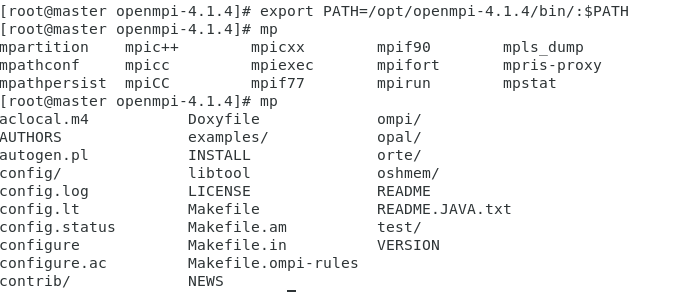 [root@master openmpi-4.1.4]# export PATH=/opt/openmpi-4.1.4/bin/:$PATH
[root@master openmpi-4.1.4]# mp
mpartition    mpic++        mpicxx        mpif90        mpls_dump
mpathconf     mpicc         mpiexec       mpifort       mpris-proxy
mpathpersist  mpiCC         mpif77        mpirun        mpstat
[root@master openmpi-4.1.4]# mp
aclocal.m4           Doxyfile             ompi/
AUTHORS              examples/            opal/
autogen.pl           INSTALL              orte/
config/              libtool              oshmem/
config.log           LICENSE              README
config.lt            Makefile             README.JAVA.txt
config.status        Makefile.am          test/
configure            Makefile.in          VERSION
configure.ac         Makefile.ompi-rules
contrib/             NEWS